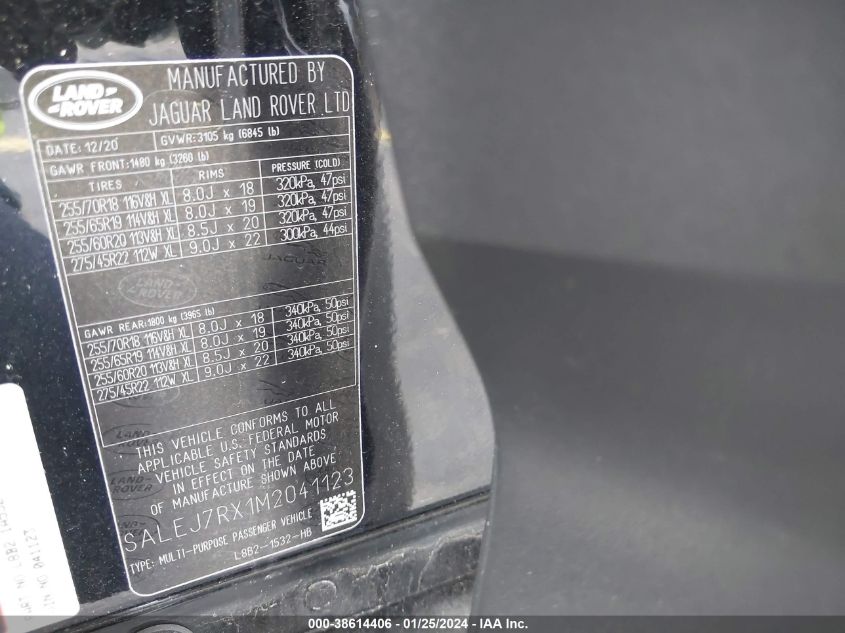 LAND
ROVER
MANUFACTURED BY
JAGUAR LAND ROVER LTD
DATE: 12/20 GVWR:3105 kg (6845 lb)
GAWR FRONT:1480 kg (3260 lb)
TIRES RIMS PRESSURE (COLD)
255/70R18 116V&H XL 8.0J x 18 320kPa, 47psi
255/65R19 114V&H XL 8.0J x 19 320kPa, 47psi
255/60R20 113V&H XL 8.5J x 20 320kPa, 47psi
275/45R22 112W XL 9.0J x 22 300kPa, 44psi
JAGUAR
LAND
ROVER
GAWR REAR:1800 kg (3965 lb)
255/70R18 116V&H XL 8.0J x 18 340kPa, 50psi
255/65R19 114V&H XL 8.0J x 19 340kPa, 50psi
255/60R20 113V&H XL 8.5J x 20 340kPa, 50psi
275/45R22 112W XL 9.0J x 22 340kPa, 50psi
THIS VEHICLE CONFORMS TO ALL
APPLICABLE U.S. FEDERAL MOTOR
VEHICLE SAFETY STANDARDS
IN EFFECT ON THE DATE
OF MANUFACTURE SHOWN ABOVE
SALEJ7RX1M2041123
TYPE: MULTI-PURPOSE PASSENGER VEHICLE
L8B2-1532-HB
000-38614406 - 01/25/2024 - IAA Inc.